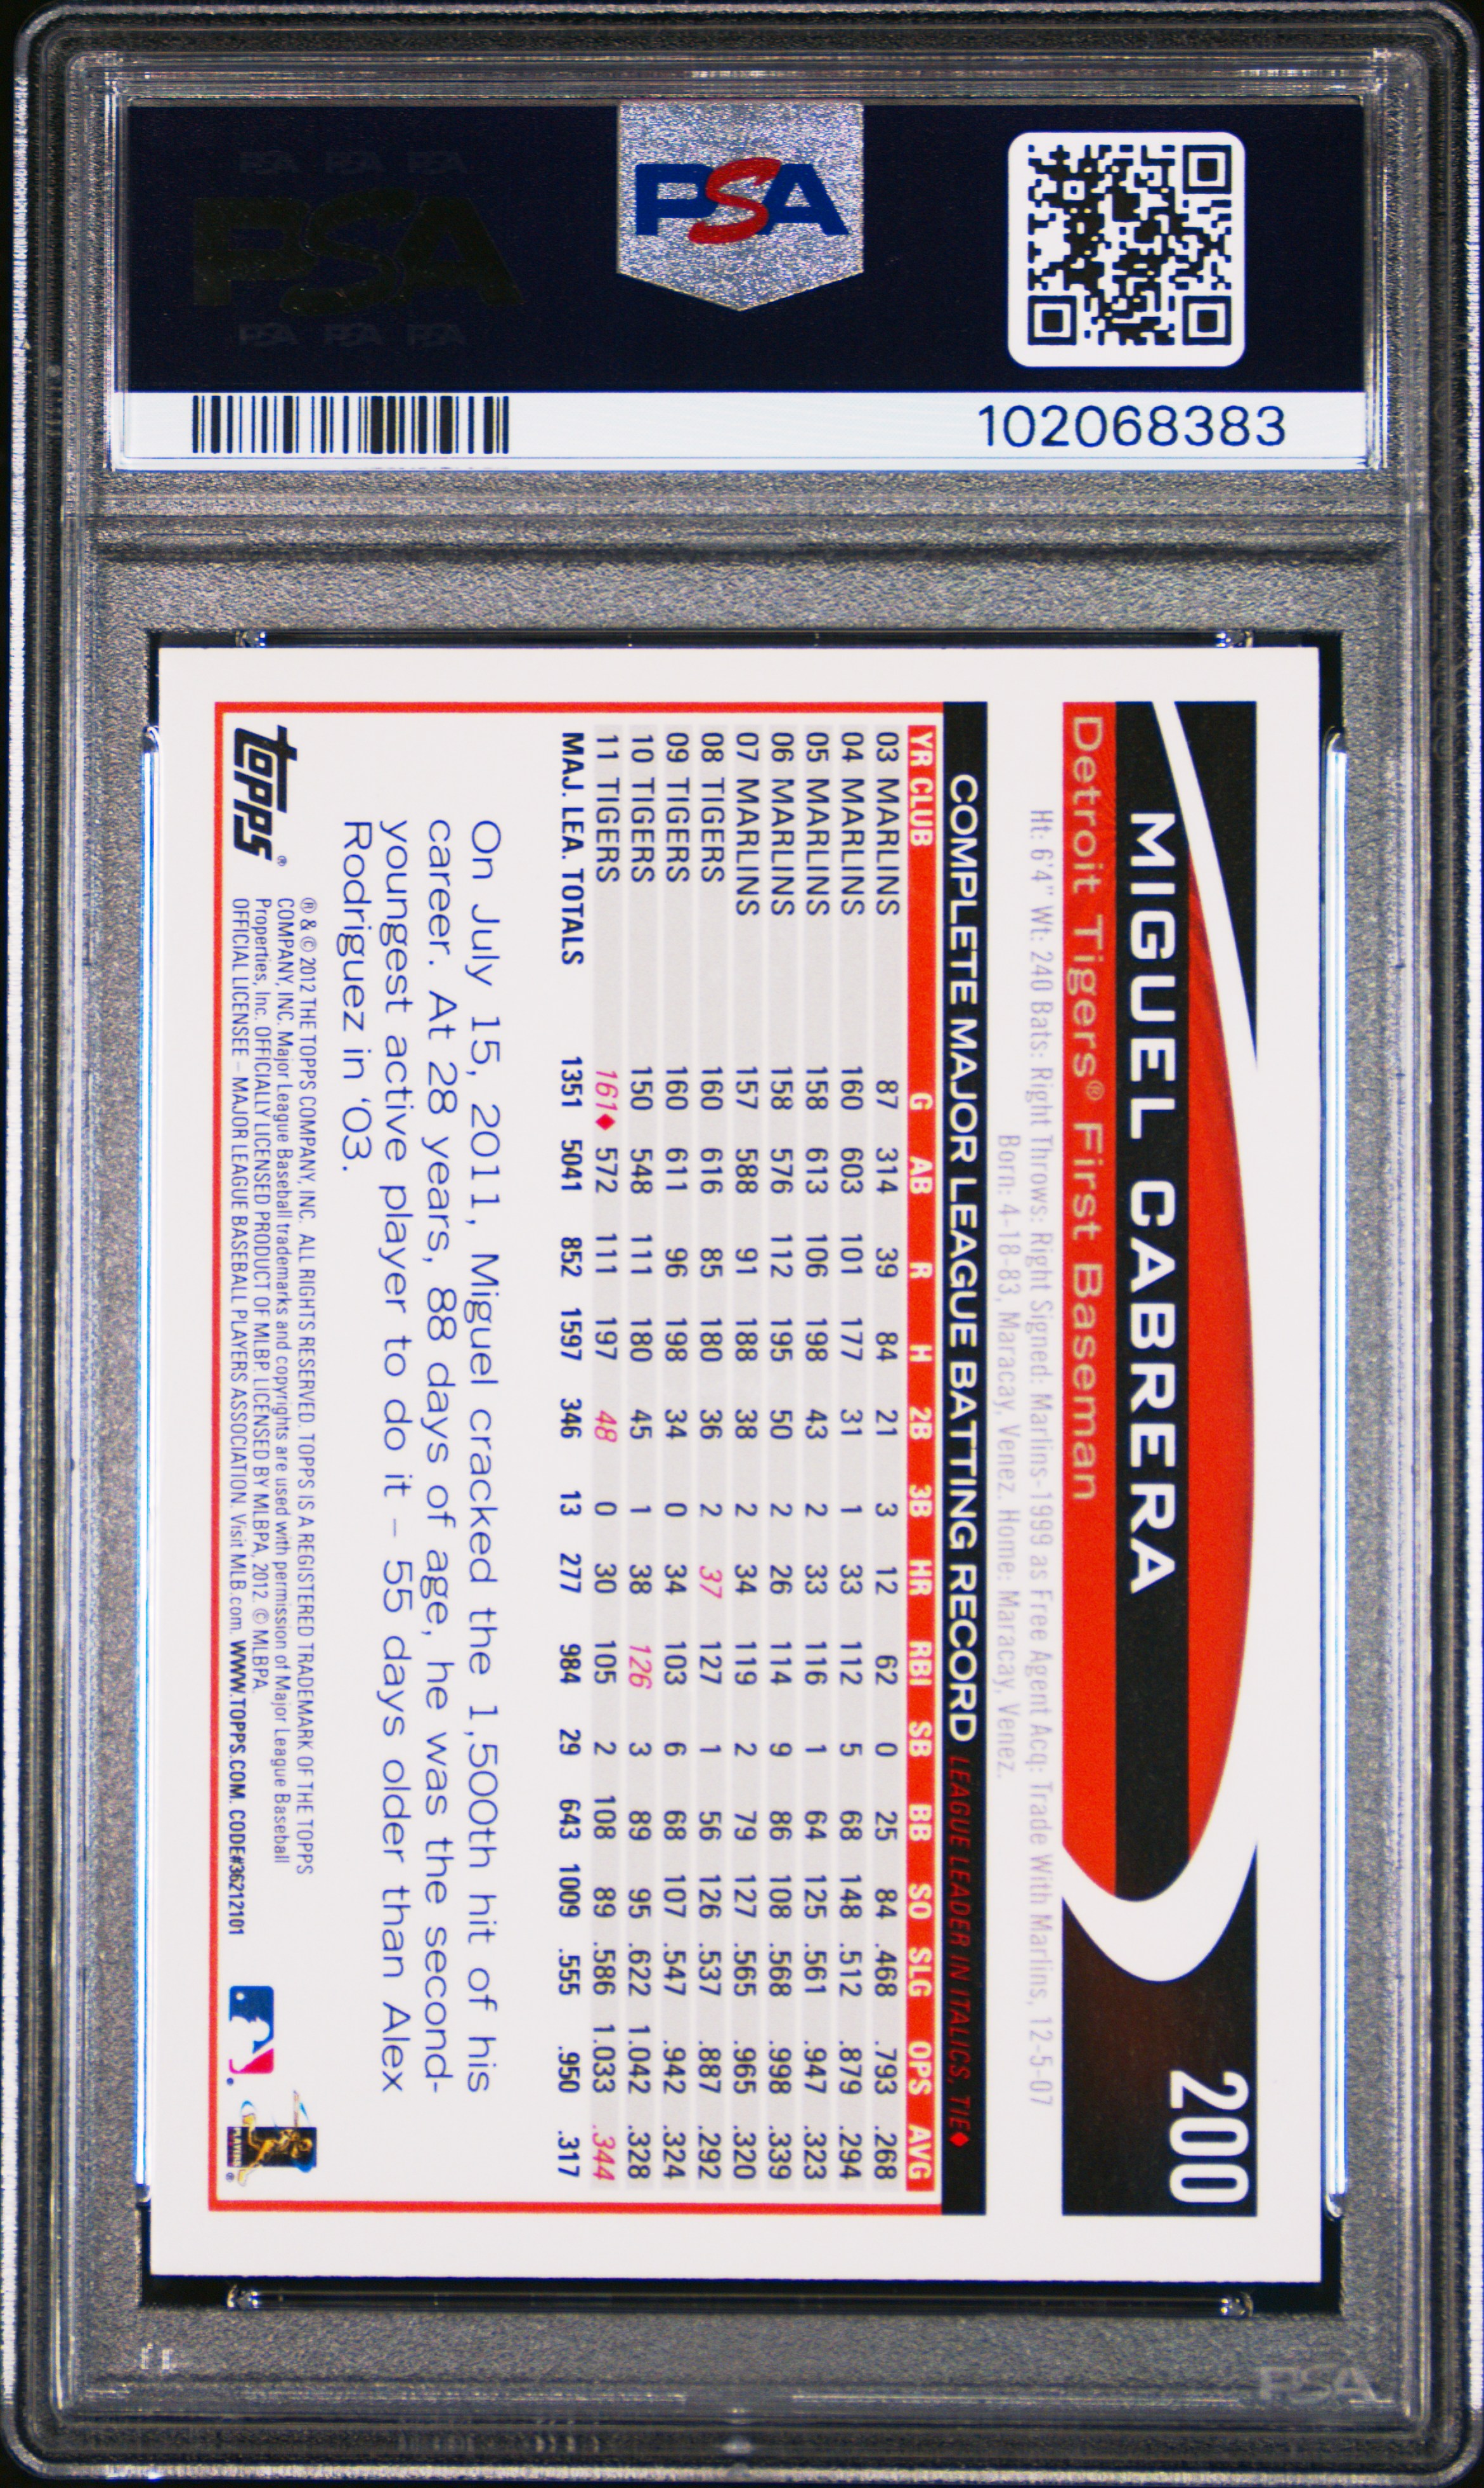 PSA PSA PSA
PSA
PSA PSA PSA
PSA
102068383
200
MIGUEL CABRERA
Detroit Tigers® First Baseman
Ht: 6'4" Wt: 240 Bats: Right Throws: Right Signed: Marlins-1999 as Free Agent Acq: Trade With Marlins, 12-5-07
Born: 4-18-83, Maracay, Venez. Home: Maracay, Venez.
COMPLETE MAJOR LEAGUE BATTING RECORD LEAGUE LEADER IN ITALICS, TIE♦
YR CLUB G AB R H 2B 3B HR RBI SB BB SO SLG OPS AVG
03 MARLINS 87 314 39 84 21 3 12 62 0 25 84 .468 .793 .268
04 MARLINS 160 603 101 177 31 1 33 112 5 68 148 .512 .879 .294
05 MARLINS 158 613 106 198 43 2 33 116 1 64 125 .561 .947 .323
06 MARLINS 158 576 112 195 50 2 26 114 9 86 108 .568 .998 .339
07 MARLINS 157 588 91 188 38 2 34 119 2 79 127 .565 .965 .320
08 TIGERS 160 616 85 180 36 2 37 127 1 56 126 .537 .887 .292
09 TIGERS 160 611 96 198 34 0 34 103 6 68 107 .547 .942 .324
10 TIGERS 150 548 111 180 45 1 38 126 3 89 95 .622 1.042 .328
11 TIGERS 161♦ 572 111 197 48 0 30 105 2 108 89 .586 1.033 .344
MAJ. LEA. TOTALS 1351 5041 852 1597 346 13 277 984 29 643 1009 .555 .950 .317
On July 15, 2011, Miguel cracked the 1,500th hit of his
career. At 28 years, 88 days of age, he was the second-
youngest active player to do it – 55 days older than Alex
Rodriguez in '03.
topps®
® & © 2012 THE TOPPS COMPANY, INC. ALL RIGHTS RESERVED. TOPPS IS A REGISTERED TRADEMARK OF THE TOPPS
COMPANY, INC. Major League Baseball trademarks and copyrights are used with permission of Major League Baseball
Properties, Inc. OFFICIALLY LICENSED PRODUCT OF MLBP. LICENSED BY MLBPA, 2012. © MLBPA.
OFFICIAL LICENSEE – MAJOR LEAGUE BASEBALL PLAYERS ASSOCIATION. Visit MLB.com. WWW.TOPPS.COM. CODE#36212101
PSA